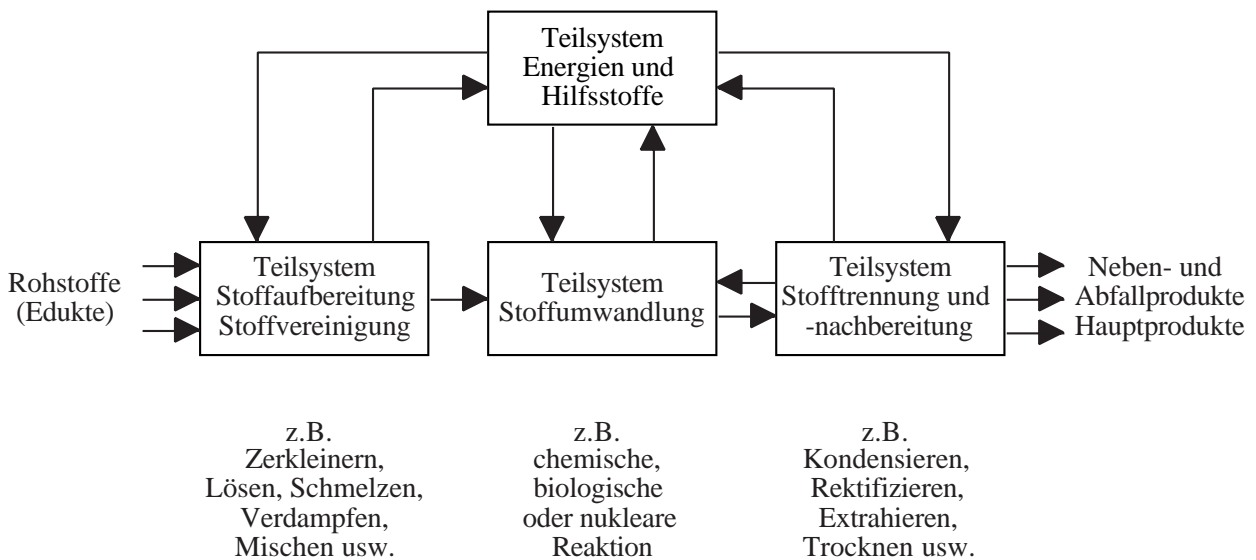 Teilsystem
Energien und
Hilfsstoffe
Rohstoffe
(Edukte)
Teilsystem
Stoffaufbereitung
Stoffvereinigung
Teilsystem
Stoffumwandlung
Teilsystem
Stofftrennung und
-nachbereitung
Neben- und
Abfallprodukte
Hauptprodukte
z.B.
Zerkleinern,
Lösen, Schmelzen,
Verdampfen,
Mischen usw.
z.B.
chemische,
biologische
oder nukleare
Reaktion
z.B.
Kondensieren,
Rektifizieren,
Extrahieren,
Trocknen usw.